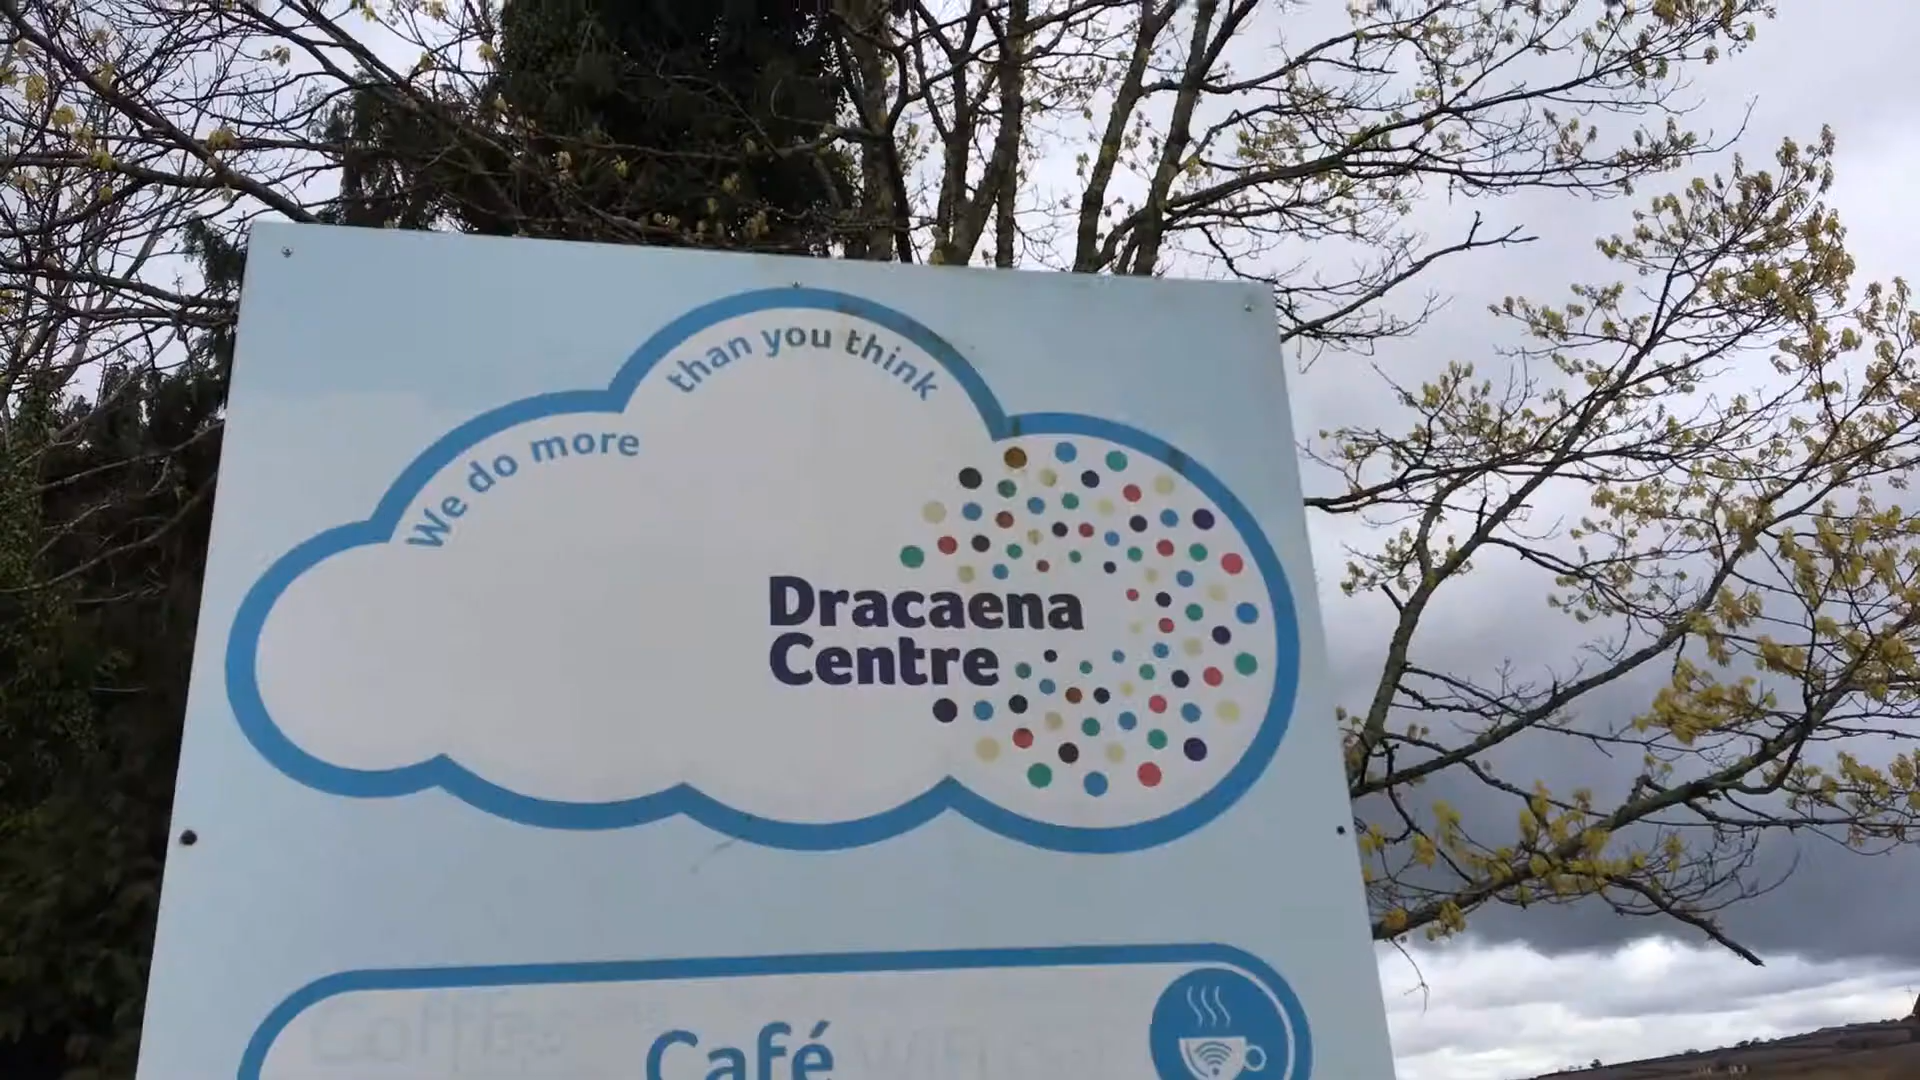 We do more
than you think
Dracaena
Centre
Café